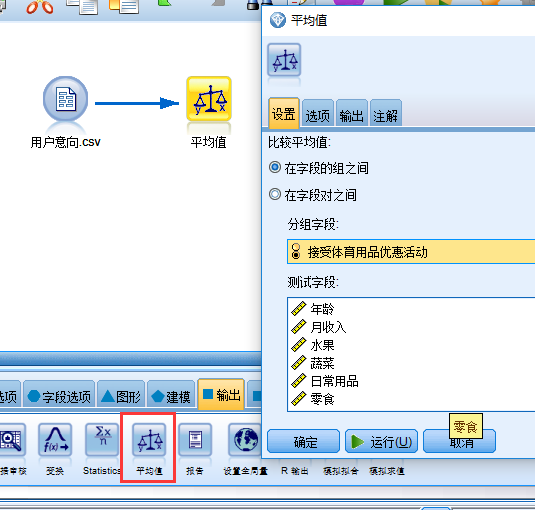 平均值
设置
选项
输出
注解
比较平均值:
在字段的组之间
在字段对之间
分组字段:
接受体育用品优惠活动
测试字段:
年龄
月收入
水果
蔬菜
日常用品
零食
零食
确定
运行(U)
取消
用户意向.csv
平均值
选项
字段选项
图形
建模
输出
据审核
变换
Statistics
平均值
报告
设置全局量
R 输出
模拟拟合
模拟求值